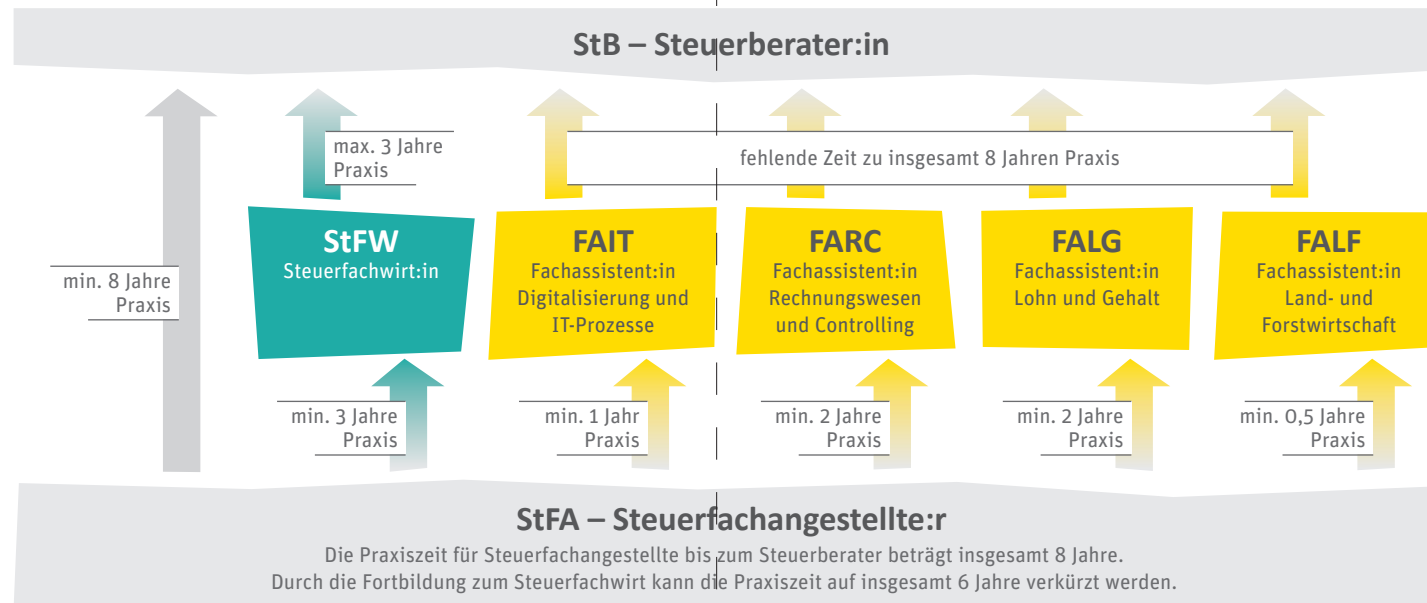 StB – Steuerberater:in
max. 3 Jahre
Praxis
fehlende Zeit zu insgesamt 8 Jahren Praxis
min. 8 Jahre
Praxis
StFW
Steuerfachwirt:in
FAIT
Fachassistent:in
Digitalisierung und
IT-Prozesse
FARC
Fachassistent:in
Rechnungswesen
und Controlling
FALG
Fachassistent:in
Lohn und Gehalt
FALF
Fachassistent:in
Land- und
Forstwirtschaft
min. 3 Jahre
Praxis
min. 1 Jahr
Praxis
min. 2 Jahre
Praxis
min. 2 Jahre
Praxis
min. 0,5 Jahre
Praxis
StFA – Steuerfachangestellte:r
Die Praxiszeit für Steuerfachangestellte bis zum Steuerberater beträgt insgesamt 8 Jahre.
Durch die Fortbildung zum Steuerfachwirt kann die Praxiszeit auf insgesamt 6 Jahre verkürzt werden.